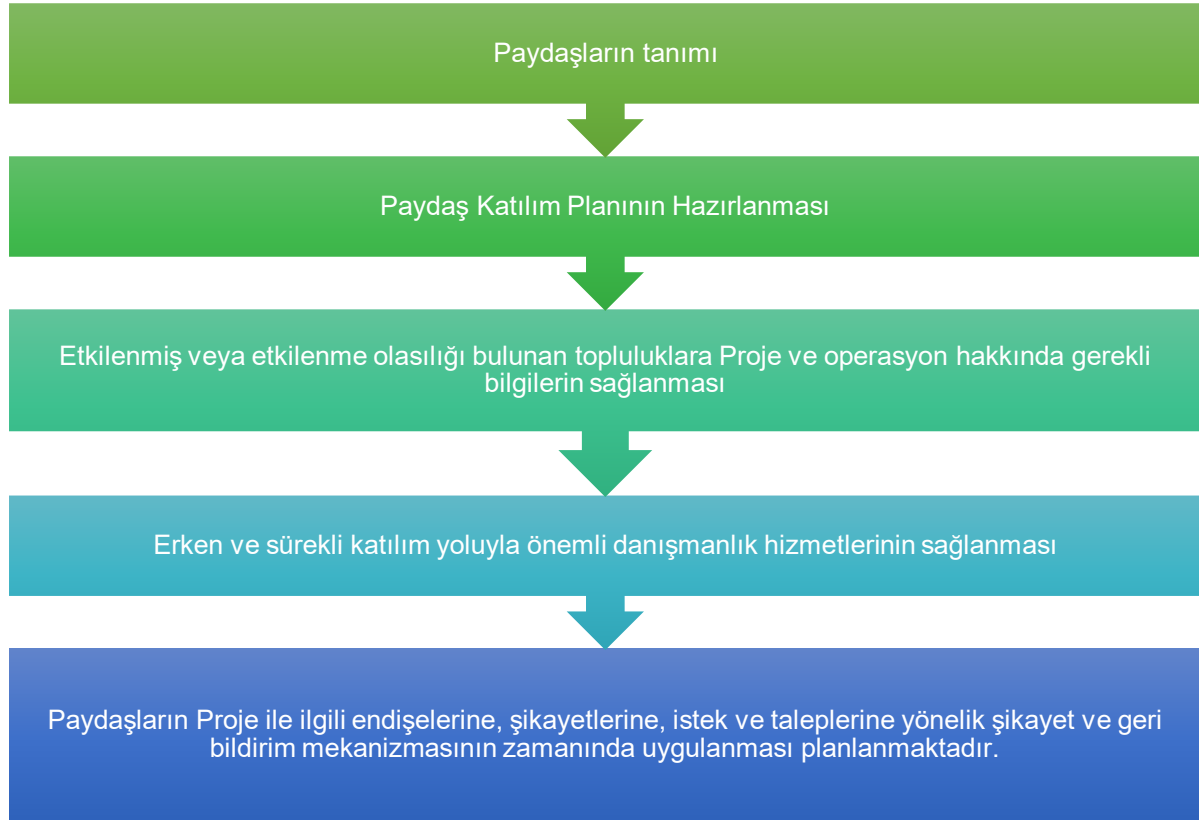 Paydaşların tanımı
Paydaş Katılım Planının Hazırlanması
Etkilenmiş veya etkilenme olasılığı bulunan topluluklara Proje ve operasyon hakkında gerekli
bilgilerin sağlanması
Erken ve sürekli katılım yoluyla önemli danışmanlık hizmetlerinin sağlanması
Paydaşların Proje ile ilgili endişelerine, şikayetlerine, istek ve taleplerine yönelik şikayet ve geri
bildirim mekanizmasının zamanında uygulanması planlanmaktadır.